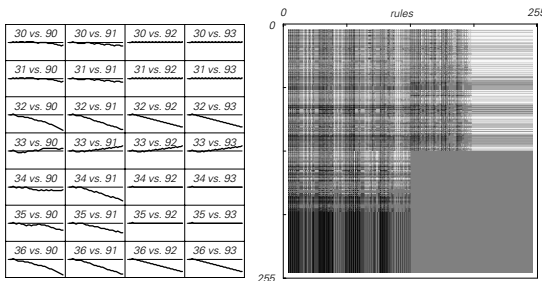 30 vs. 90 30 vs. 91 30 vs. 92 30 vs. 93
31 vs. 90 31 vs. 91 31 vs. 92 31 vs. 93
32 vs. 90 32 vs. 91 32 vs. 92 32 vs. 93
33 vs. 90 33 vs. 91 33 vs. 92 33 vs. 93
34 vs. 90 34 vs. 91 34 vs. 92 34 vs. 93
35 vs. 90 35 vs. 91 35 vs. 92 35 vs. 93
36 vs. 90 36 vs. 91 36 vs. 92 36 vs. 93
0 rules 255
0
255